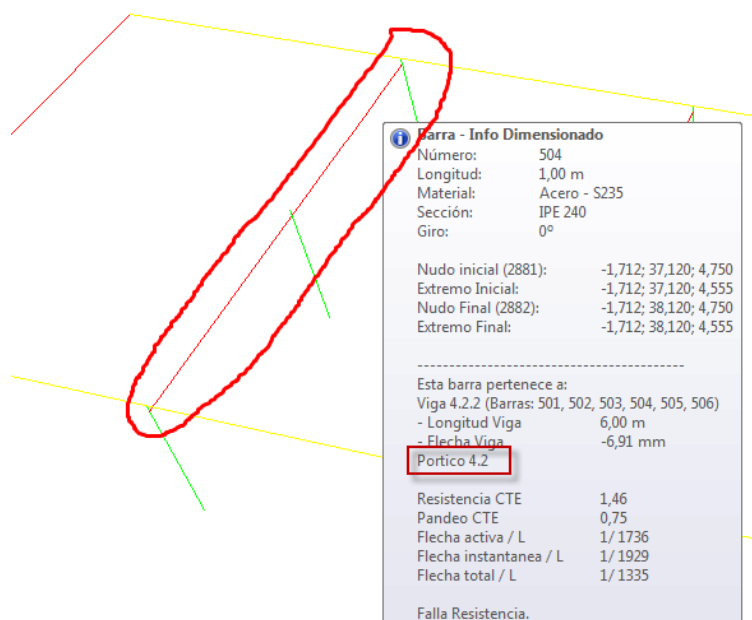 Barra - Info Dimensionado
Número: 504
Longitud: 1,00 m
Material: Acero - S235
Sección: IPE 240
Giro: 0º
Nudo inicial (2881): -1,712; 37,120; 4,750
Extremo Inicial: -1,712; 37,120; 4,555
Nudo Final (2882): -1,712; 38,120; 4,750
Extremo Final: -1,712; 38,120; 4,555
-----------------------------------------
Esta barra pertenece a:
Viga 4.2.2 (Barras: 501, 502, 503, 504, 505, 506)
- Longitud Viga 6,00 m
- Flecha Viga -6,91 mm
Portico 4.2
Resistencia CTE 1,46
Pandeo CTE 0,75
Flecha activa / L 1/ 1736
Flecha instantanea / L 1/ 1929
Flecha total / L 1/ 1335
Falla Resistencia.